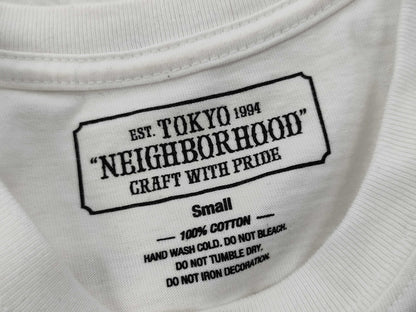 EST. TOKYO 1994
“NEIGHBORHOOD”
CRAFT WITH PRIDE
Small
— 100% COTTON —
HAND WASH COLD. DO NOT BLEACH.
DO NOT TUMBLE DRY.
DO NOT IRON DECORATION.